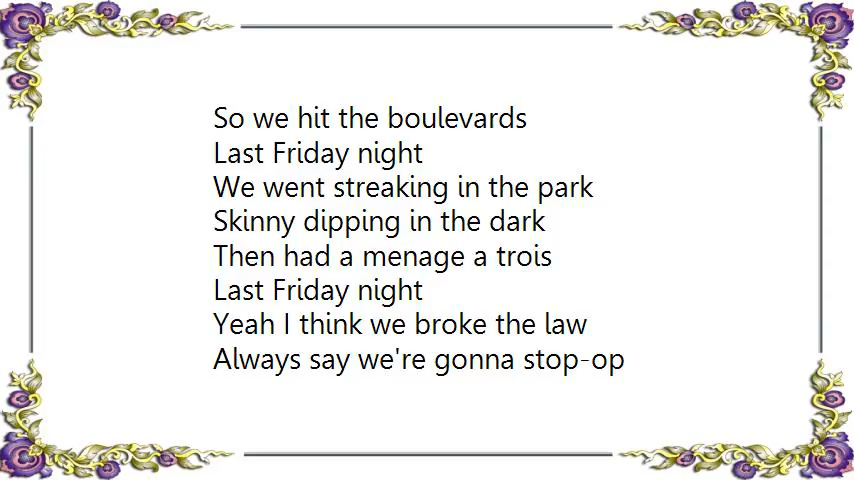 So we hit the boulevards
Last Friday night
We went streaking in the park
Skinny dipping in the dark
Then had a menage a trois
Last Friday night
Yeah I think we broke the law
Always say we're gonna stop-op